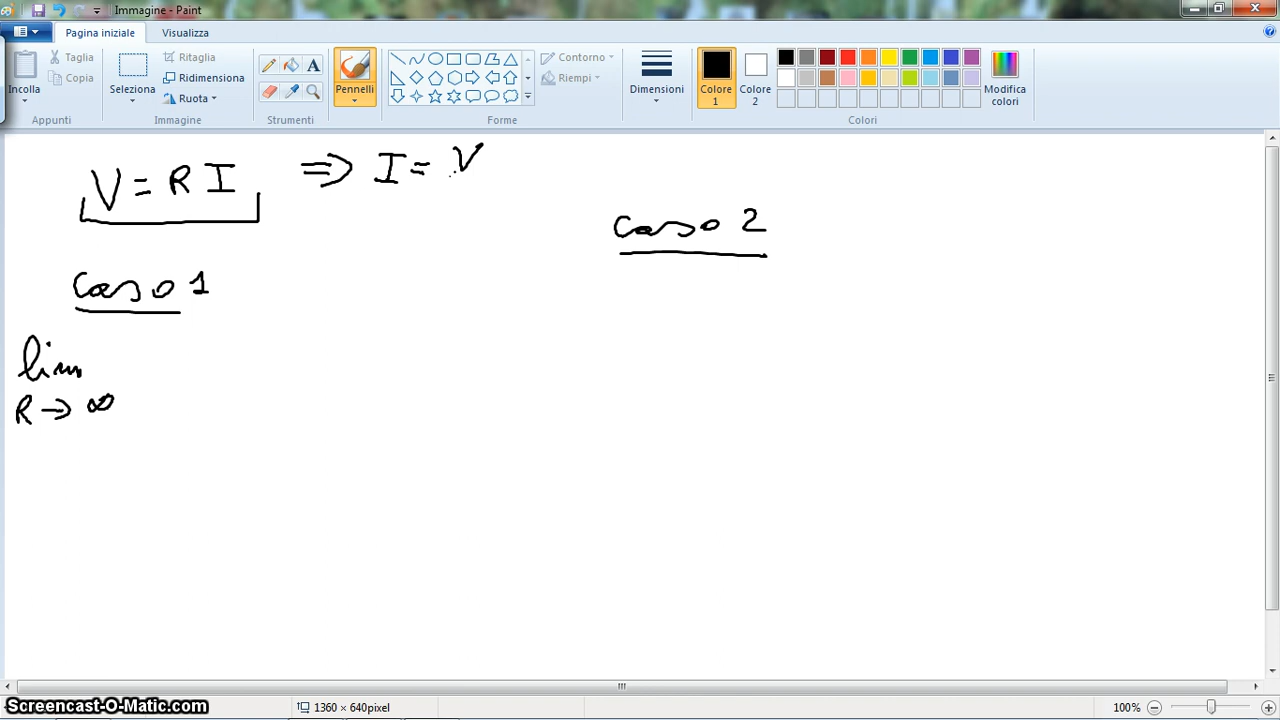 Immagine - Paint
Pagina iniziale
Visualizza
Incolla
Taglia
Copia
Appunti
Seleziona
Ritaglia
Ridimensiona
Ruota
Immagine
Strumenti
Pennelli
Contorno
Riempi
Forme
Dimensioni
Colore 1
Colore 2
Modifica colori
Colori
V = R I ⇒ I = V
caso 2
caso 1
lim
R → ∞
Screencast-O-Matic.com
1360 × 640pixel
100%